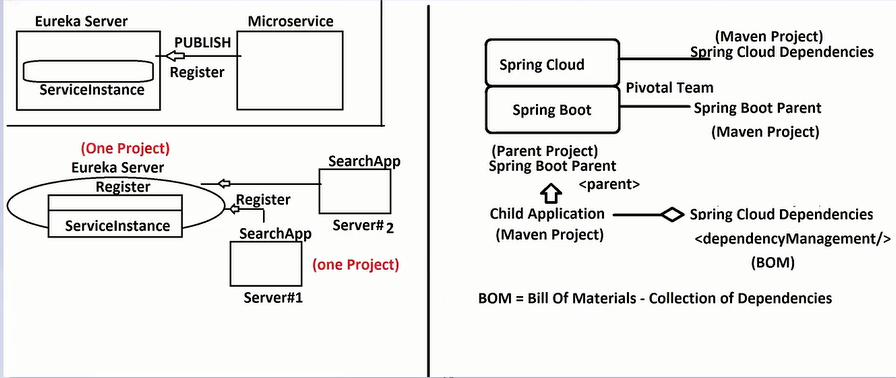 Eureka Server
Microservice
PUBLISH
Register
ServiceInstance
(One Project)
Eureka Server
Register
ServiceInstance
SearchApp
Register
Server# 2
SearchApp
(one Project)
Server#1
(Maven Project)
Spring Cloud Dependencies
Spring Cloud
Pivotal Team
Spring Boot
Spring Boot Parent
(Maven Project)
(Parent Project)
Spring Boot Parent
<parent>
Child Application
(Maven Project)
Spring Cloud Dependencies
<dependencyManagement/>
(BOM)
BOM = Bill Of Materials - Collection of Dependencies